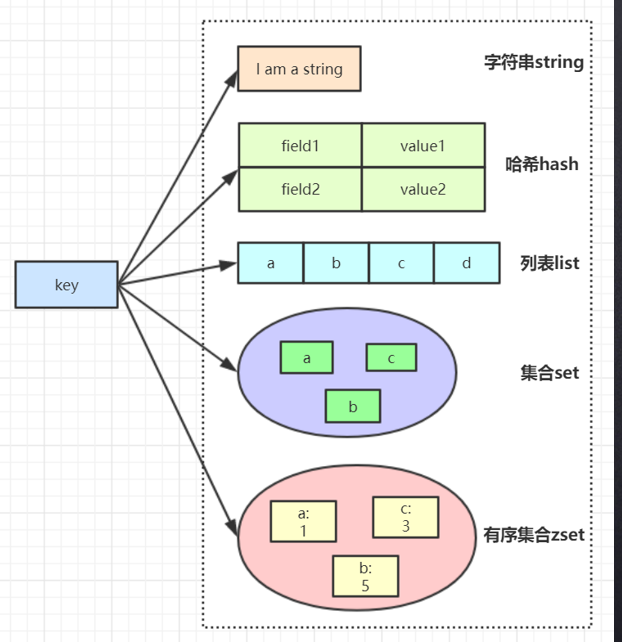 I am a string
字符串string
field1
value1
哈希hash
field2
value2
key
a
b
c
d
列表list
a
c
b
集合set
a:
1
c:
3
b:
5
有序集合zset